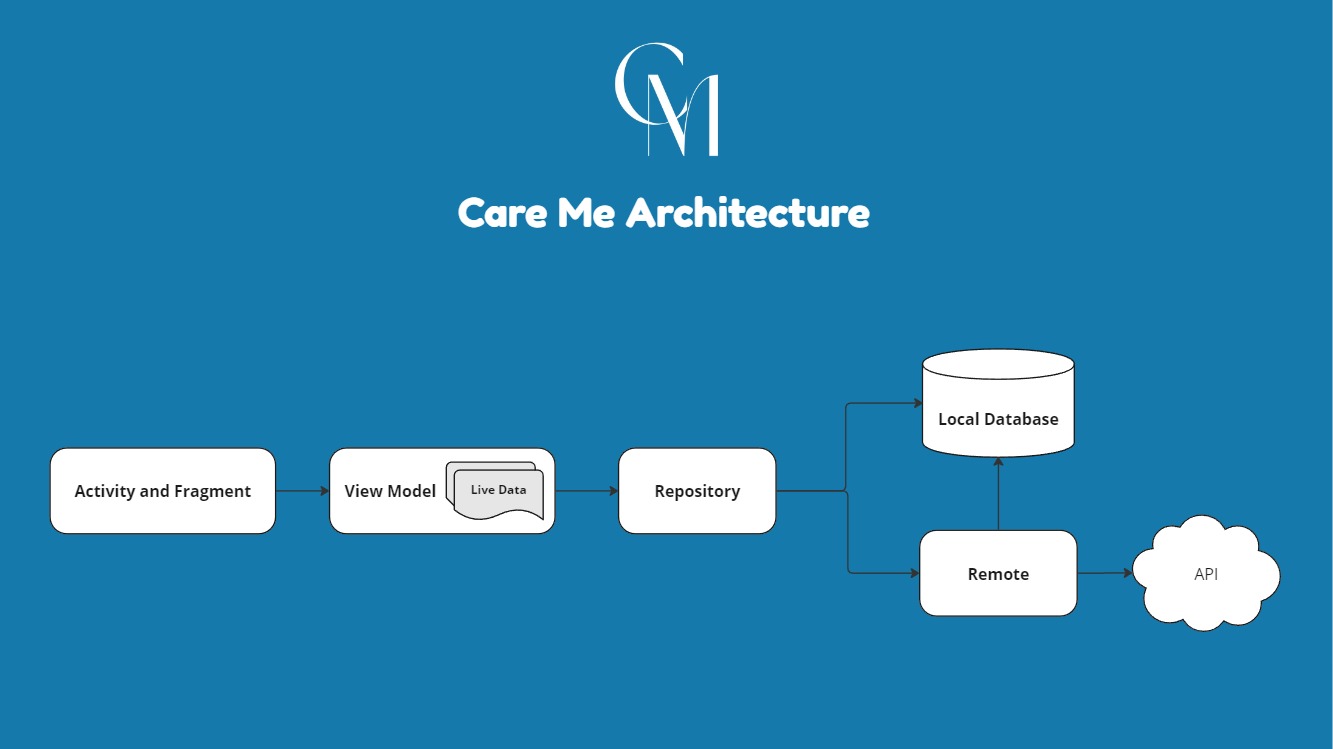 CM
Care Me Architecture
Activity and Fragment
View Model
Live Data
Repository
Local Database
Remote
API